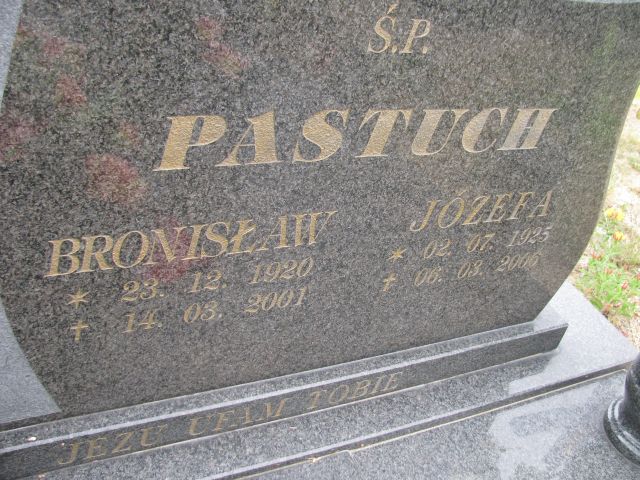 Ś.P.
PASTUCH
BRONISŁAW
* 23. 12. 1920
† 14. 03. 2001
JÓZEFA
* 02. 07. 1925
† 06. 03. 2006
JEZU UFAM TOBIE